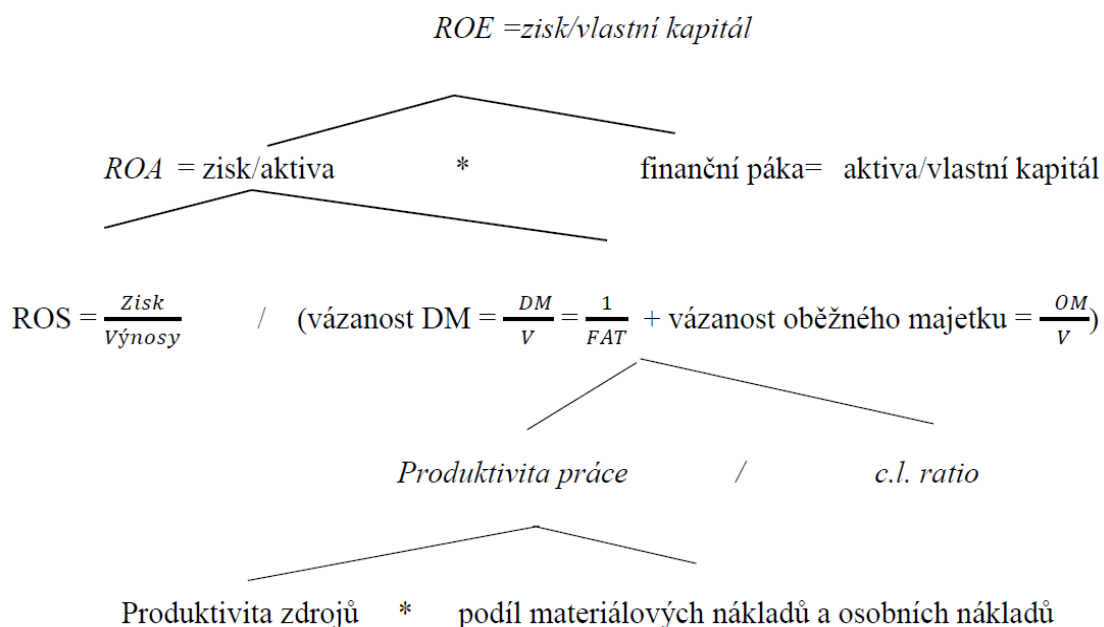 ROE =zisk/vlastní kapitál
ROA = zisk/aktiva * finanční páka= aktiva/vlastní kapitál
ROS = Zisk/Výnosy / (vázanost DM = DM/V = 1/FAT + vázanost oběžného majetku = OM/V)
Produktivita práce / c.l. ratio
Produktivita zdrojů * podíl materiálových nákladů a osobních nákladů